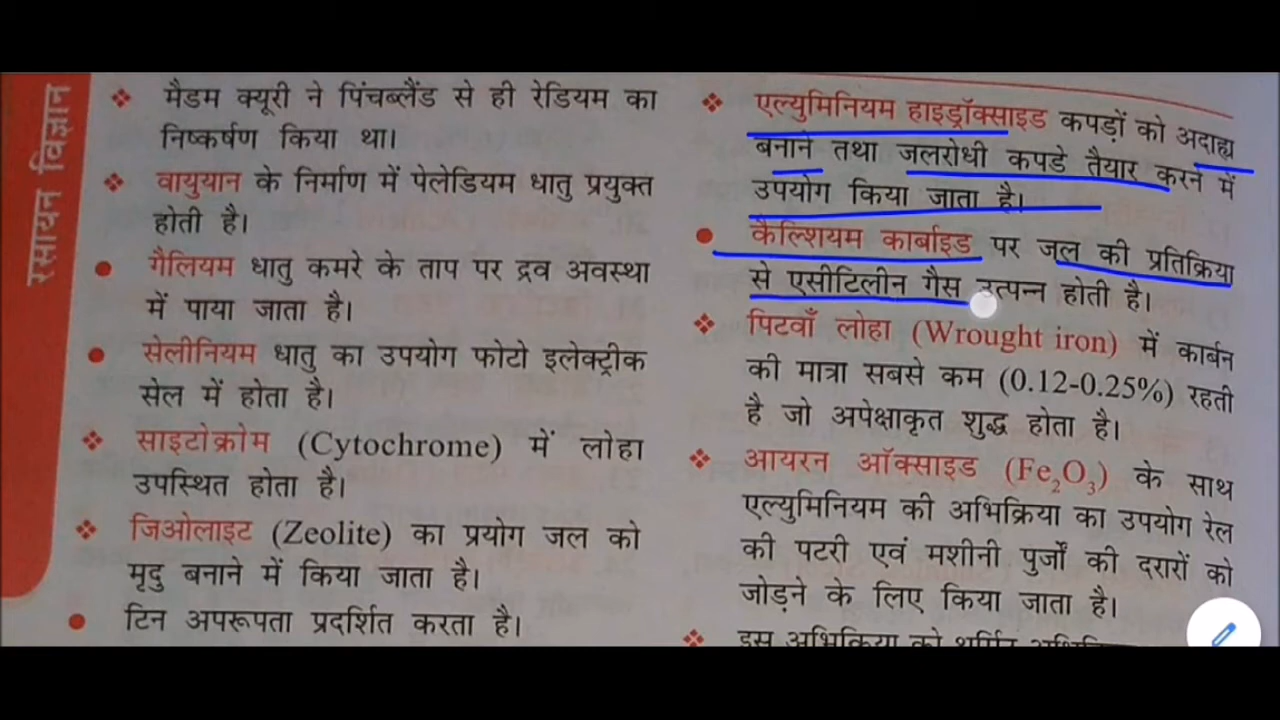 रसायन विज्ञान
मैडम क्यूरी ने पिंचब्लैंड से ही रेडियम का
निष्कर्षण किया था।
वायुयान के निर्माण में पेलेडियम धातु प्रयुक्त
होती है।
गैलियम धातु कमरे के ताप पर द्रव अवस्था
में पाया जाता है।
सेलीनियम धातु का उपयोग फोटो इलेक्ट्रीक
सेल में होता है।
साइटोक्रोम (Cytochrome) में लोहा
उपस्थित होता है।
जिओलाइट (Zeolite) का प्रयोग जल को
मृदु बनाने में किया जाता है।
टिन अपरूपता प्रदर्शित करता है।
एल्युमिनियम हाइड्रॉक्साइड कपड़ों को अदाह्य
बनाने तथा जलरोधी कपडे तैयार करने में
उपयोग किया जाता है।
कैल्शियम कार्बाइड पर जल की प्रतिक्रिया
से एसीटिलीन गैस उत्पन्न होती है।
पिटवाँ लोहा (Wrought iron) में कार्बन
की मात्रा सबसे कम (0.12-0.25%) रहती
है जो अपेक्षाकृत शुद्ध होता है।
आयरन ऑक्साइड (Fe₂O₃) के साथ
एल्युमिनियम की अभिक्रिया का उपयोग रेल
की पटरी एवं मशीनी पुर्जों की दरारों को
जोड़ने के लिए किया जाता है।
इस अभिक्रिया को